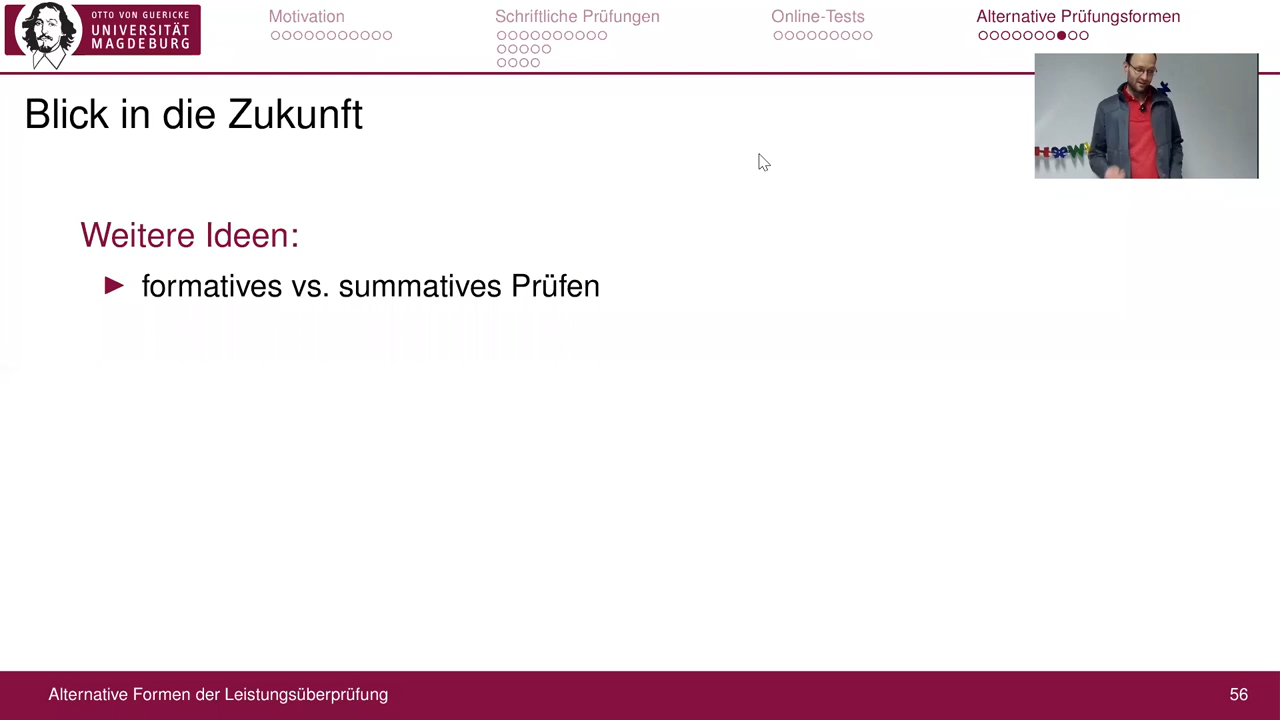 OTTO VON GUERICKE
UNIVERSITÄT
MAGDEBURG
Motivation
Schriftliche Prüfungen
Online-Tests
Alternative Prüfungsformen
Blick in die Zukunft
Weitere Ideen:
formatives vs. summatives Prüfen
Alternative Formen der Leistungsüberprüfung
56